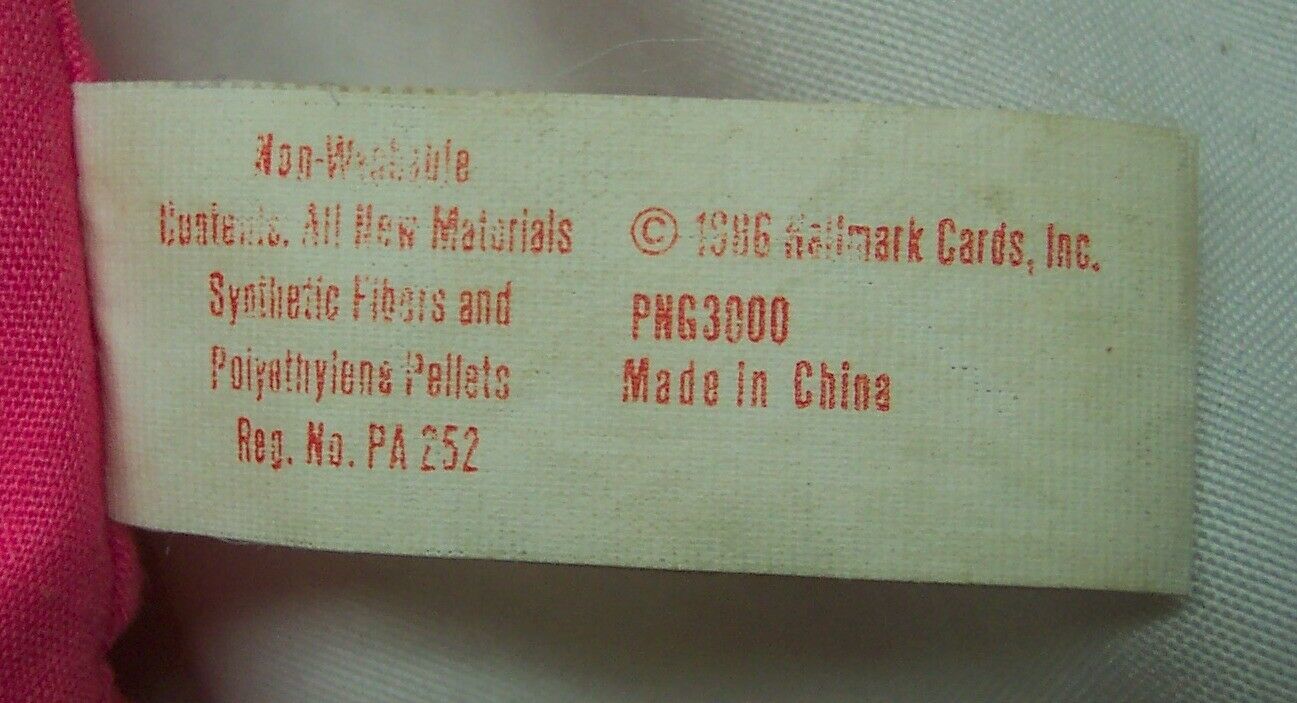 Non-Washable
Contents: All New Materials
Synthetic Fibers and
Polyethylene Pellets
Reg. No. PA 252
© 1986 Hallmark Cards, Inc.
PNG3000
Made in China